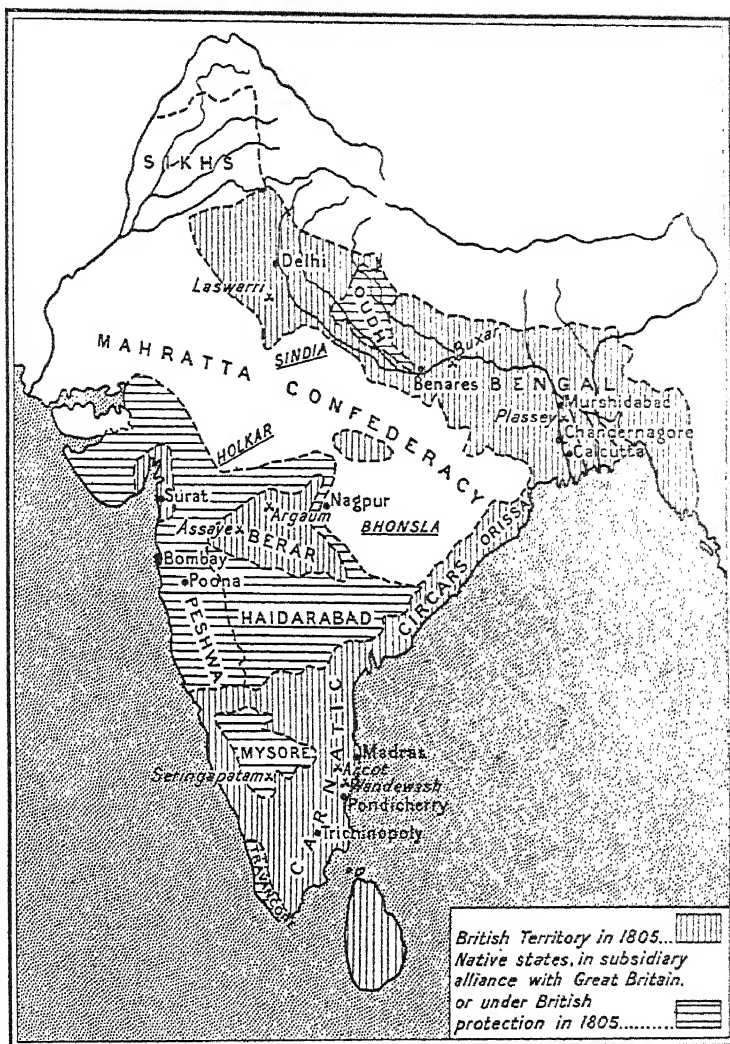 SIKHS
Delhi
Laswarri
OUDH
MAHRATTA CONFEDERACY
SINDIA
Buxar
Benares
BENGAL
Murshidabad
Plassey
Chandernagore
Calcutta
HOLKAR
Surat
Nagpur
Argaum
Assaye
BERAR
BHONSLA
ORISSA
Bombay
Poona
CIRCARS
HAIDARABAD
PESHWA
CARNATIC
MYSORE
Madras
Arcot
Seringapatam
Wandewash
Pondicherry
Trichinopoly
TRAVANCORE
British Territory in 1805...
Native states, in subsidiary
alliance with Great Britain,
or under British
protection in 1805.........